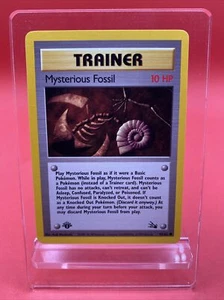 TRAINER
Mysterious Fossil 10 HP
Play Mysterious Fossil as if it were a Basic
Pokémon. While in play, Mysterious Fossil counts as
a Pokémon (instead of a Trainer card). Mysterious
Fossil has no attacks, can't retreat, and can't be
Asleep, Confused, Paralyzed, or Poisoned. If
Mysterious Fossil is Knocked Out, it doesn't count
as a Knocked Out Pokémon. (Discard it anyway.) At
any time during your turn before your attack, you
may discard Mysterious Fossil from play.